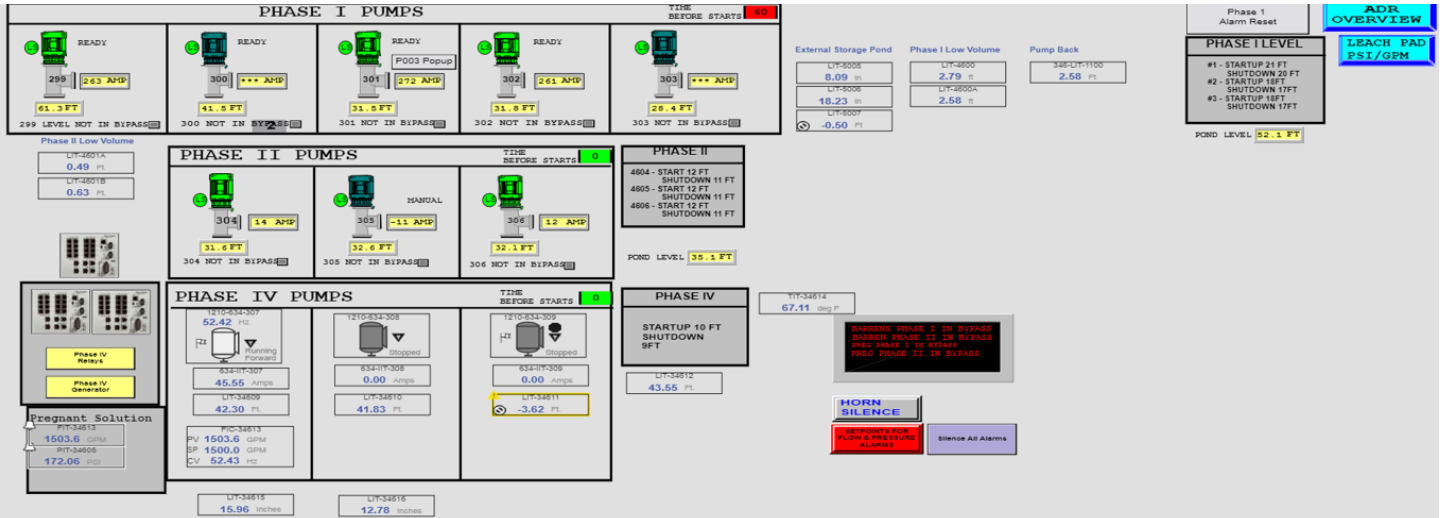 PHASE I PUMPS
TIME
BEFORE STARTS 60
Phase 1
Alarm Reset
ADR
OVERVIEW
LEACH PAD
PSI/GPM
LS READY
299 263 AMP
61.3 FT
299 LEVEL NOT IN BYPASS
LS READY
300 *** AMP
41.5 FT
300 NOT IN BYPASS
2
LS READY
P003 Popup
301 272 AMP
31.5 FT
301 NOT IN BYPASS
LS READY
302 261 AMP
31.8 FT
302 NOT IN BYPASS
LS
303 *** AMP
28.4 FT
303 NOT IN BYPASS
External Storage Pond
LIT-5005
8.09 in
LIT-5006
18.23 in
LIT-5007
-0.50 Ft
Phase I Low Volume
LIT-4600
2.79 ft
LIT-4600A
2.58 ft
Pump Back
346-LIT-1100
2.58 Ft
PHASE I LEVEL
#1 - STARTUP 21 FT
SHUTDOWN 20 FT
#2 - STARTUP 18FT
SHUTDOWN 17FT
#3 - STARTUP 18FT
SHUTDOWN 17FT
POND LEVEL 52.1 FT
Phase II Low Volume
LIT-4601A
0.49 Ft.
LIT-4601B
0.63 Ft.
PHASE II PUMPS
TIME
BEFORE STARTS 0
LS
304 14 AMP
31.6 FT
304 NOT IN BYPASS
LS MANUAL
305 -11 AMP
32.6 FT
305 NOT IN BYPASS
LS
306 12 AMP
32.1 FT
306 NOT IN BYPASS
PHASE II
4604 - START 12 FT
SHUTDOWN 11 FT
4605 - START 12 FT
SHUTDOWN 11 FT
4606 - START 12 FT
SHUTDOWN 11 FT
POND LEVEL 35.1 FT
Phase IV
Relays
Phase IV
Generator
PHASE IV PUMPS
TIME
BEFORE STARTS 0
1210-634-307
52.42 Hz
Running
Forward
634-IIT-307
45.55 Amps
LIT-34609
42.30 Ft.
FIC-34613
PV 1503.6 GPM
SP 1500.0 GPM
CV 52.43 Hz
1210-634-308
Stopped
634-IIT-308
0.00 Amps
LIT-34610
41.83 Ft.
1210-634-309
Stopped
634-IIT-309
0.00 Amps
LIT-34611
-3.62 Ft.
PHASE IV
STARTUP 10 FT
SHUTDOWN
9FT
LIT-34612
43.55 Ft.
TIT-34614
67.11 deg F
BARRENS PHASE I IN BYPASS
BARREN PHASE II IN BYPASS
PREG PHASE I IN BYPASS
PREG PHASE II IN BYPASS
HORN
SILENCE
SETPOINTS FOR
FLOW & PRESSURE
ALARMS
Silence All Alarms
Pregnant Solution
FIT-34613
1503.6 GPM
PIT-34605
172.06 PSI
LIT-34615
15.96 Inches
LIT-34616
12.78 Inches